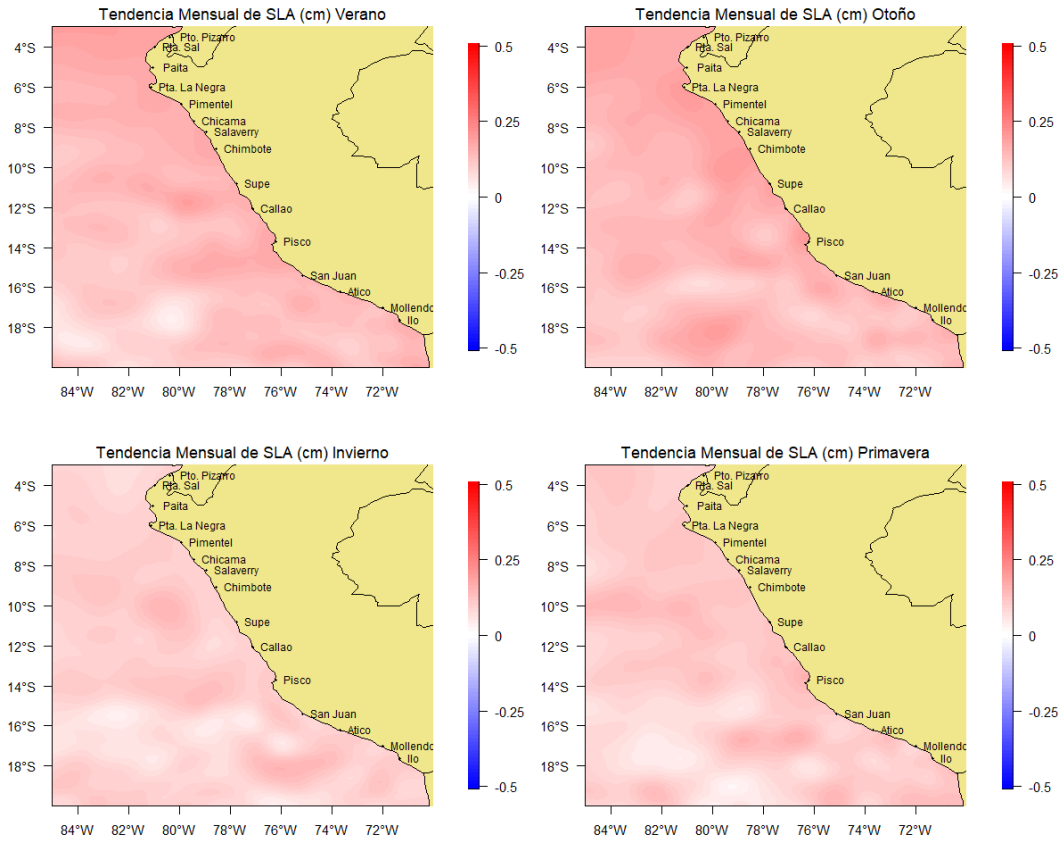 Tendencia Mensual de SLA (cm) Verano
4°S
6°S
8°S
10°S
12°S
14°S
16°S
18°S
Pto. Pizarro
Pta. Sal
Paita
Pta. La Negra
Pimentel
Chicama
Salaverry
Chimbote
Supe
Callao
Pisco
San Juan
Atico
Mollendo
Ilo
84°W 82°W 80°W 78°W 76°W 74°W 72°W
0.5
0.25
0
-0.25
-0.5
Tendencia Mensual de SLA (cm) Otoño
4°S
6°S
8°S
10°S
12°S
14°S
16°S
18°S
Pto. Pizarro
Pta. Sal
Paita
Pta. La Negra
Pimentel
Chicama
Salaverry
Chimbote
Supe
Callao
Pisco
San Juan
Atico
Mollendo
Ilo
84°W 82°W 80°W 78°W 76°W 74°W 72°W
0.5
0.25
0
-0.25
-0.5
Tendencia Mensual de SLA (cm) Invierno
4°S
6°S
8°S
10°S
12°S
14°S
16°S
18°S
Pto. Pizarro
Pta. Sal
Paita
Pta. La Negra
Pimentel
Chicama
Salaverry
Chimbote
Supe
Callao
Pisco
San Juan
Atico
Mollendo
Ilo
84°W 82°W 80°W 78°W 76°W 74°W 72°W
0.5
0.25
0
-0.25
-0.5
Tendencia Mensual de SLA (cm) Primavera
4°S
6°S
8°S
10°S
12°S
14°S
16°S
18°S
Pto. Pizarro
Pta. Sal
Paita
Pta. La Negra
Pimentel
Chicama
Salaverry
Chimbote
Supe
Callao
Pisco
San Juan
Atico
Mollendo
Ilo
84°W 82°W 80°W 78°W 76°W 74°W 72°W
0.5
0.25
0
-0.25
-0.5